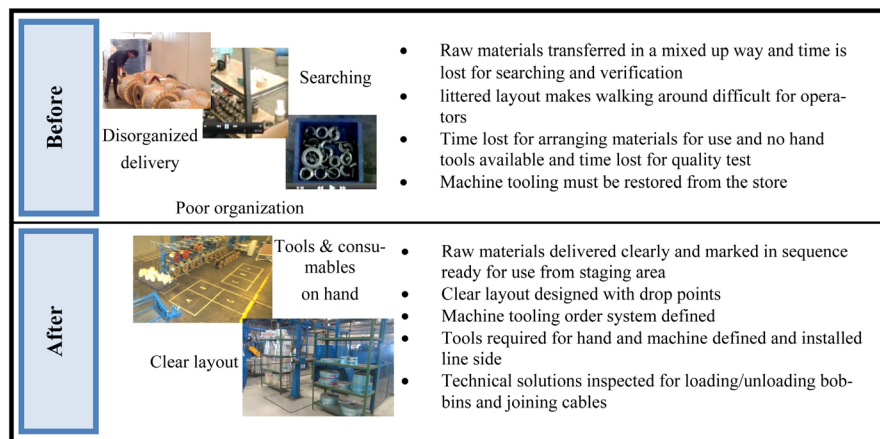 Before
Searching
Disorganized
delivery
Poor organization
• Raw materials transferred in a mixed up way and time is
lost for searching and verification
• littered layout makes walking around difficult for opera-
tors
• Time lost for arranging materials for use and no hand
tools available and time lost for quality test
• Machine tooling must be restored from the store
After
Tools & consu-
mables
on hand
Clear layout
• Raw materials delivered clearly and marked in sequence
ready for use from staging area
• Clear layout designed with drop points
• Machine tooling order system defined
• Tools required for hand and machine defined and installed
line side
• Technical solutions inspected for loading/unloading bob-
bins and joining cables